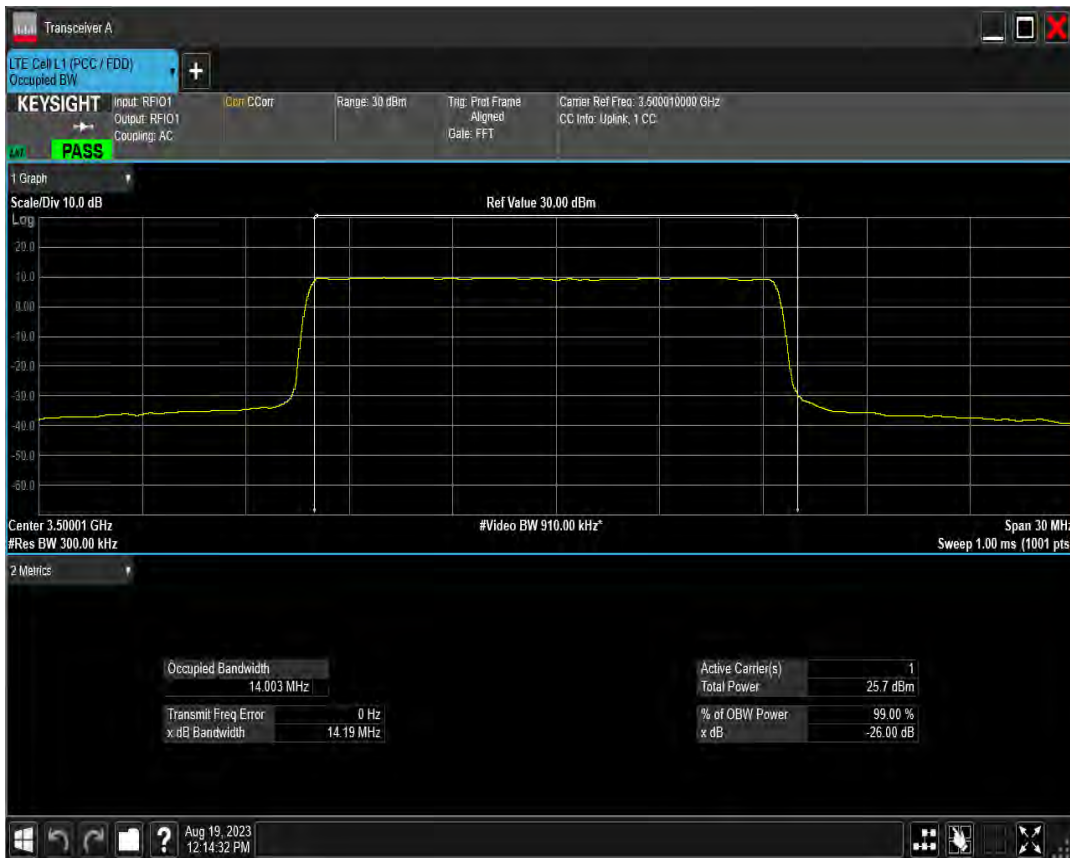 Transceiver A
LTE Cell L1 (PCC / FDD)
Occupied BW
+
KEYSIGHT
Input: RFIO1
Output: RFIO1
Coupling: AC
Corr CCorr
Range: 30 dBm
Trig: Prot Frame
Aligned
Gate: FFT
Carrier Ref Freq: 3.500010000 GHz
CC Info: Uplink, 1 CC
PASS
1 Graph
Scale/Div 10.0 dB
Ref Value 30.00 dBm
Log
20.0
10.0
0.00
-10.0
-20.0
-30.0
-40.0
-50.0
-60.0
Center 3.50001 GHz
#Video BW 910.00 kHz*
Span 30 MHz
#Res BW 300.00 kHz
Sweep 1.00 ms (1001 pts
2 Metrics
Occupied Bandwidth
14.003 MHz
Transmit Freq Error 0 Hz
x dB Bandwidth 14.19 MHz
Active Carrier(s) 1
Total Power 25.7 dBm
% of OBW Power 99.00 %
x dB -26.00 dB
?
Aug 19, 2023
12:14:32 PM